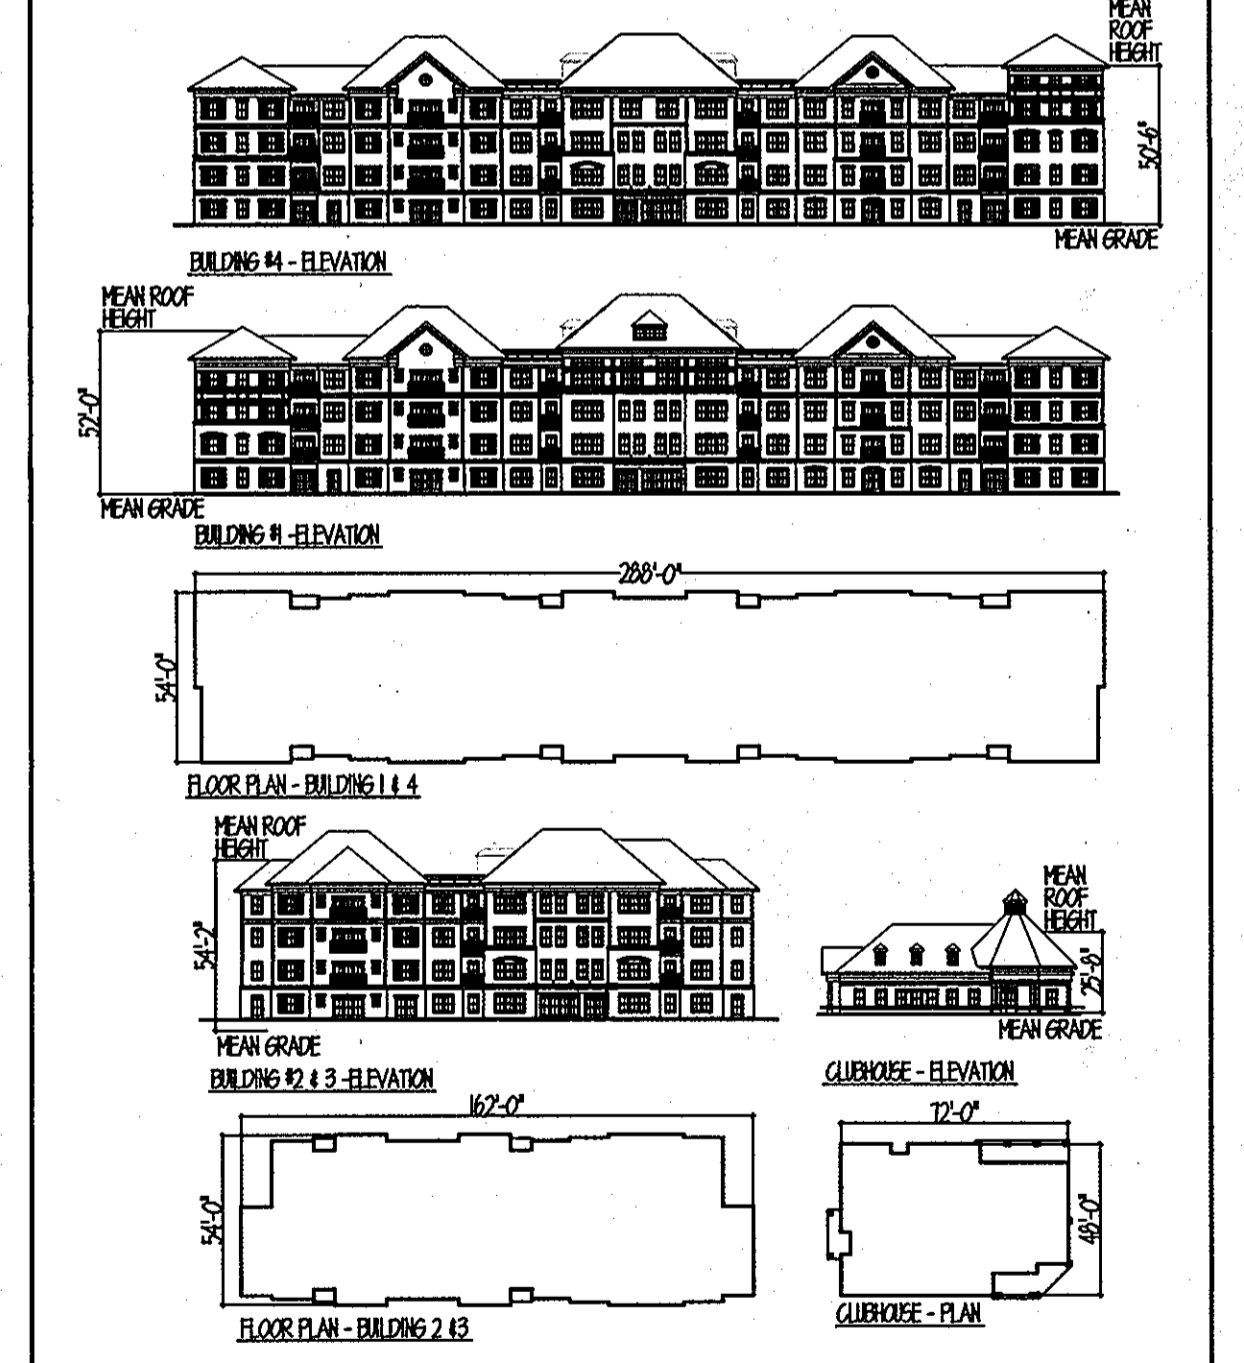 MEAN
ROOF
HEIGHT
50'-6"
MEAN GRADE
BUILDING #4 - ELEVATION
MEAN ROOF
HEIGHT
52'-0"
MEAN GRADE
BUILDING #1 - ELEVATION
288'-0"
54'-0"
FLOOR PLAN - BUILDING 1 & 4
MEAN ROOF
HEIGHT
54'-2"
MEAN GRADE
BUILDING #2 & 3 - ELEVATION
MEAN
ROOF
HEIGHT
25'-8"
MEAN GRADE
CLUBHOUSE - ELEVATION
162'-0"
54'-0"
FLOOR PLAN - BUILDING 2 & 3
72'-0"
48'-0"
CLUBHOUSE - PLAN